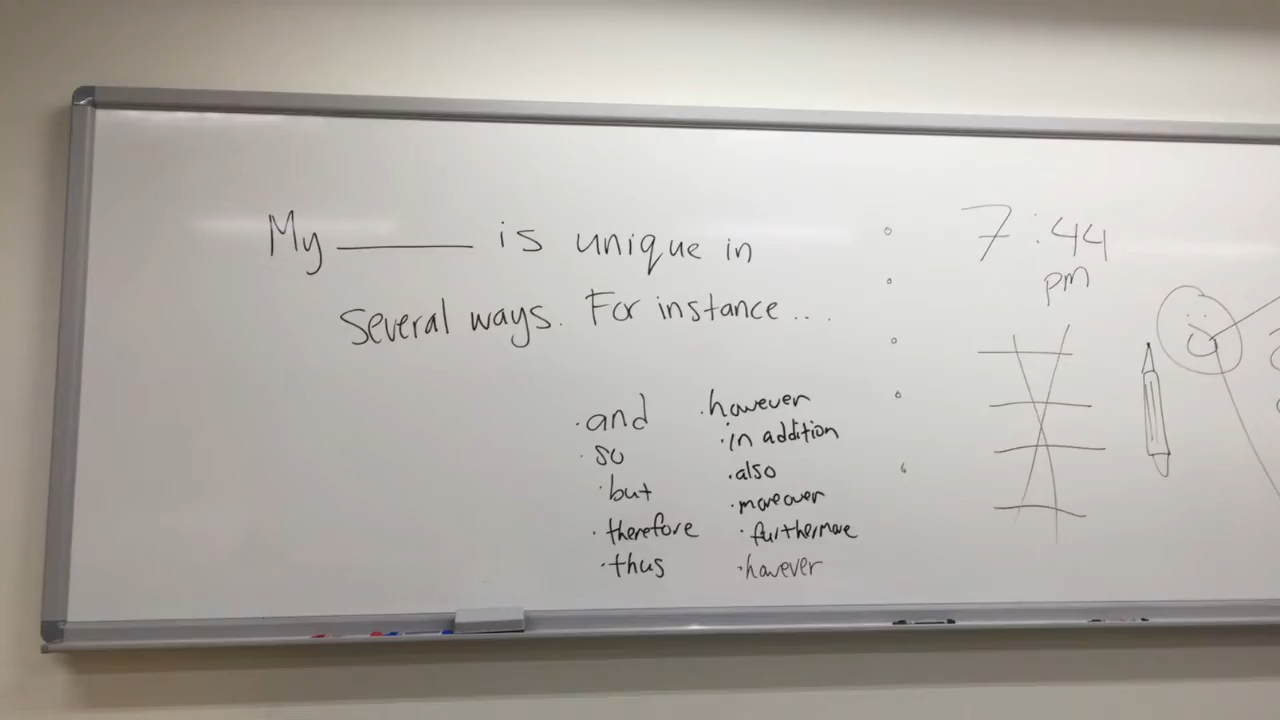 My ______ is unique in
several ways. For instance ...
• and
• so
• but
• therefore
• thus
• however
• in addition
• also
• moreover
• furthermore
• however
7:44
pm